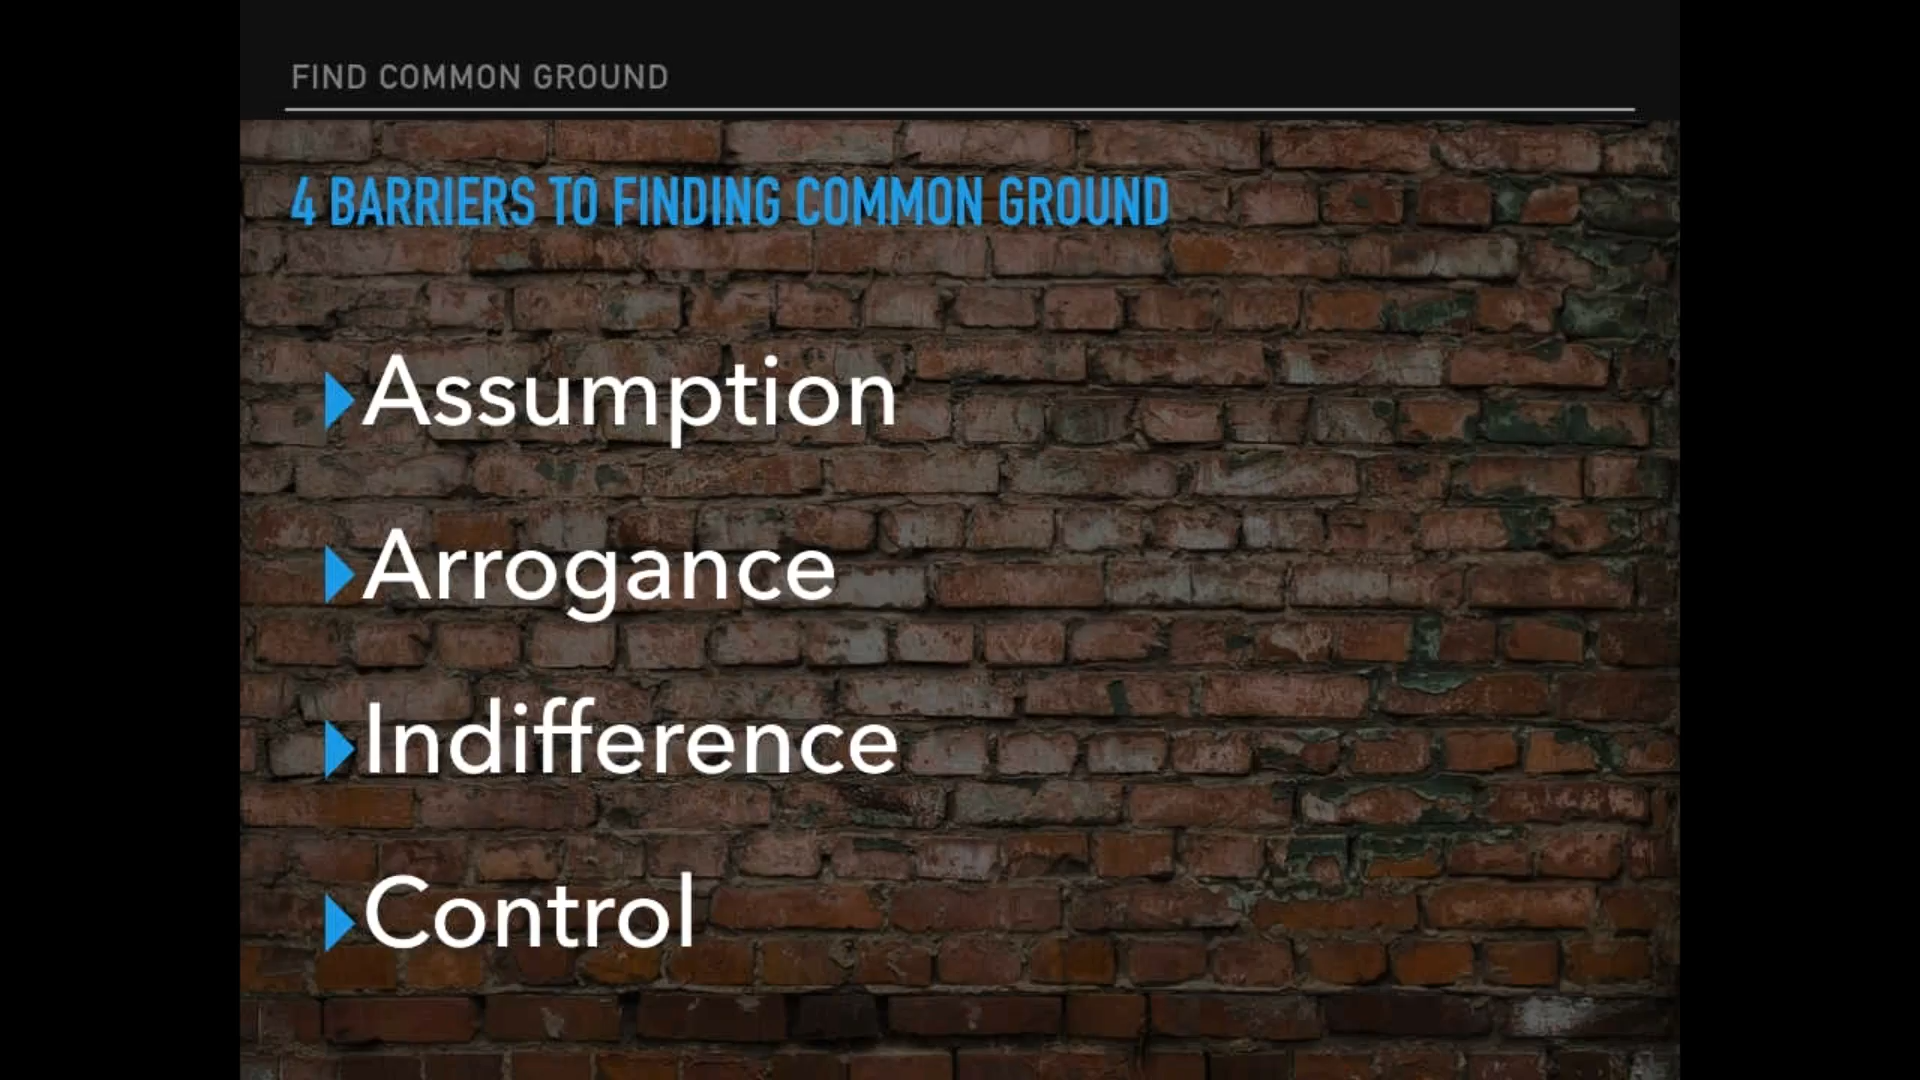 FIND COMMON GROUND
4 BARRIERS TO FINDING COMMON GROUND
Assumption
Arrogance
Indifference
Control